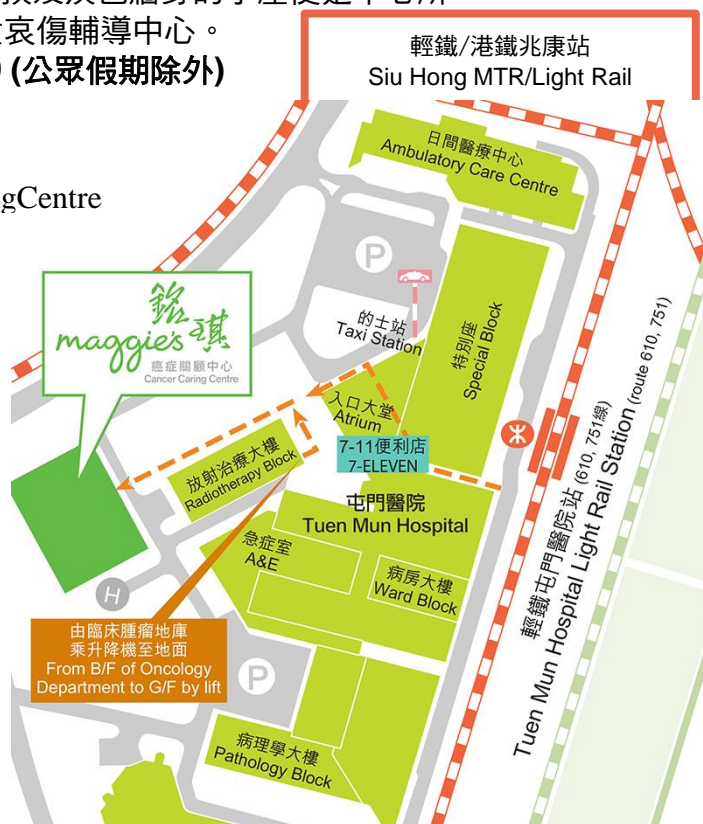 哀傷輔導中心。
(公眾假期除外)
gCentre
輕鐵/港鐵兆康站
Siu Hong MTR/Light Rail
日間醫療中心
Ambulatory Care Centre
P
的士站
Taxi Station
特別座
Special Block
銘琪
maggie's
癌症關顧中心
Cancer Caring Centre
入口大堂
Atrium
7-11便利店
7-ELEVEN
放射治療大樓
Radiotherapy Block
屯門醫院
Tuen Mun Hospital
急症室
A&E
病房大樓
Ward Block
輕鐵屯門醫院站 (610, 751線)
Tuen Mun Hospital Light Rail Station (route 610, 751)
H
由臨床腫瘤地庫
乘升降機至地面
From B/F of Oncology
Department to G/F by lift
P
病理學大樓
Pathology Block